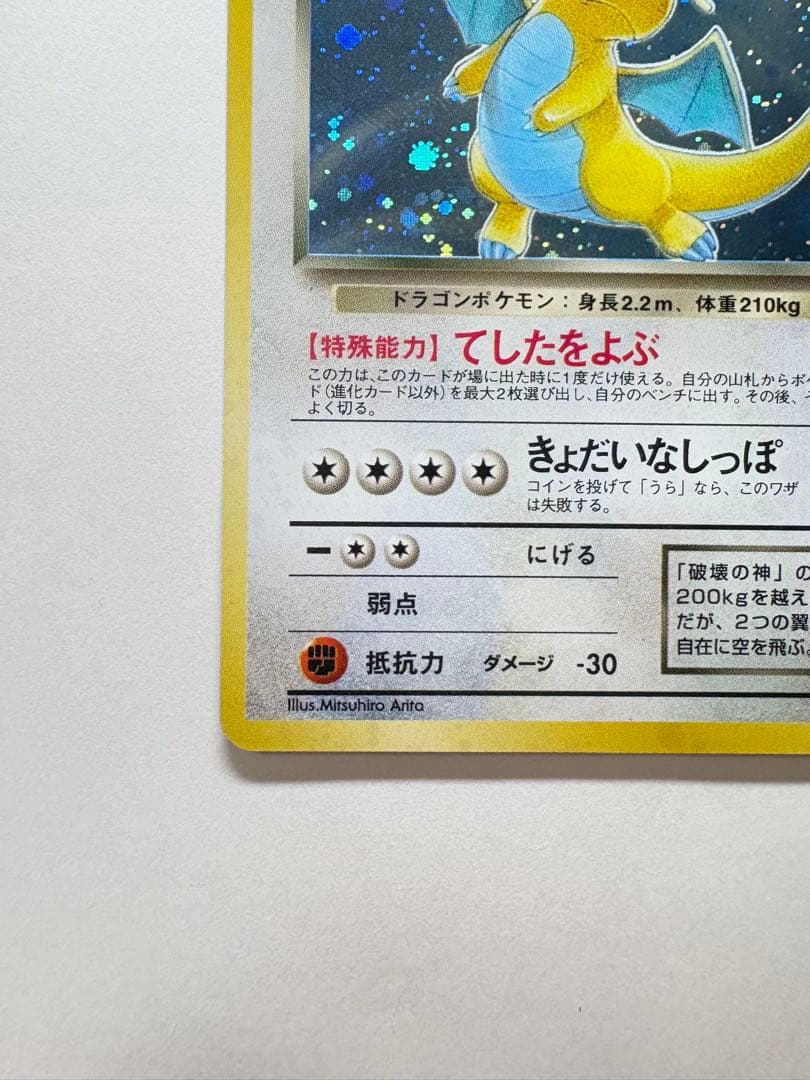 ドラゴンポケモン：身長2.2m、体重210kg
【特殊能力】てしたをよぶ
この力は、このカードが場に出た時に1度だけ使える。自分の山札からポケ
ド（進化カード以外）を最大2枚選び出し、自分のベンチに出す。その後、
よく切る。
きょだいなしっぽ
コインを投げて「うら」なら、このワザ
は失敗する。
ー にげる
弱点
抵抗力 ダメージ -30
「破壊の神」の
200kgを越え
だが、2つの翼
自在に空を飛ぶ。
Illus.Mitsuhiro Arita